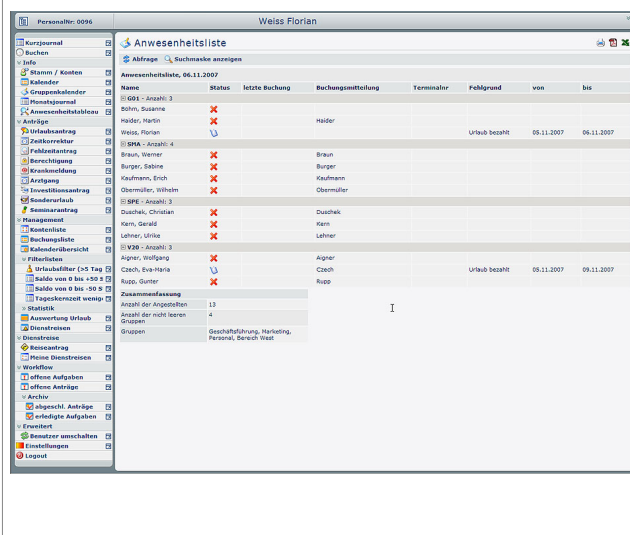 PersonalNr: 0096
Weiss Florian
Kurzjournal
Buchen
Info
Stamm / Konten
Kalender
Gruppenkalender
Monatsjournal
Anwesenheitstableau
Anträge
Urlaubsantrag
Zeitkorrektur
Fehlzeitantrag
Berechtigung
Krankmeldung
Arztgang
Investitionsantrag
Sonderurlaub
Seminarantrag
Management
Kontenliste
Buchungsliste
Kalenderübersicht
Filterlisten
Urlaubsfilter (>5 Tag
Saldo von 0 bis +50 S
Saldo von 0 bis -50 S
Tageskernzeit wenig
Statistik
Auswertung Urlaub
Dienstreisen
Dienstreise
Reiseantrag
Meine Dienstreisen
Workflow
offene Aufgaben
offene Anträge
Archiv
abgeschl. Anträge
erledigte Aufgaben
Erweitert
Benutzer umschalten
Einstellungen
Logout
Anwesenheitsliste
Abfrage Suchmaske anzeigen
Anwesenheitsliste, 06.11.2007
Name Status letzte Buchung Buchungsmitteilung Terminalnr Fehlgrund von bis
G01 - Anzahl: 3
Böhm, Susanne
Haider, Martin Haider
Weiss, Florian Urlaub bezahlt 05.11.2007 06.11.2007
SMA - Anzahl: 4
Braun, Werner Braun
Burger, Sabine Burger
Kaufmann, Erich Kaufmann
Obermüller, Wilhelm Obermüller
SPE - Anzahl: 3
Duschek, Christian Duschek
Kern, Gerald Kern
Lehner, Ulrike Lehner
V20 - Anzahl: 3
Aigner, Wolfgang Aigner
Czech, Eva-Maria Czech Urlaub bezahlt 05.11.2007 09.11.2007
Rupp, Gunter Rupp
Zusammenfassung
Anzahl der Angestellten 13
Anzahl der nicht leeren Gruppen 4
Gruppen Geschäftsführung, Marketing,
Personal, Bereich West